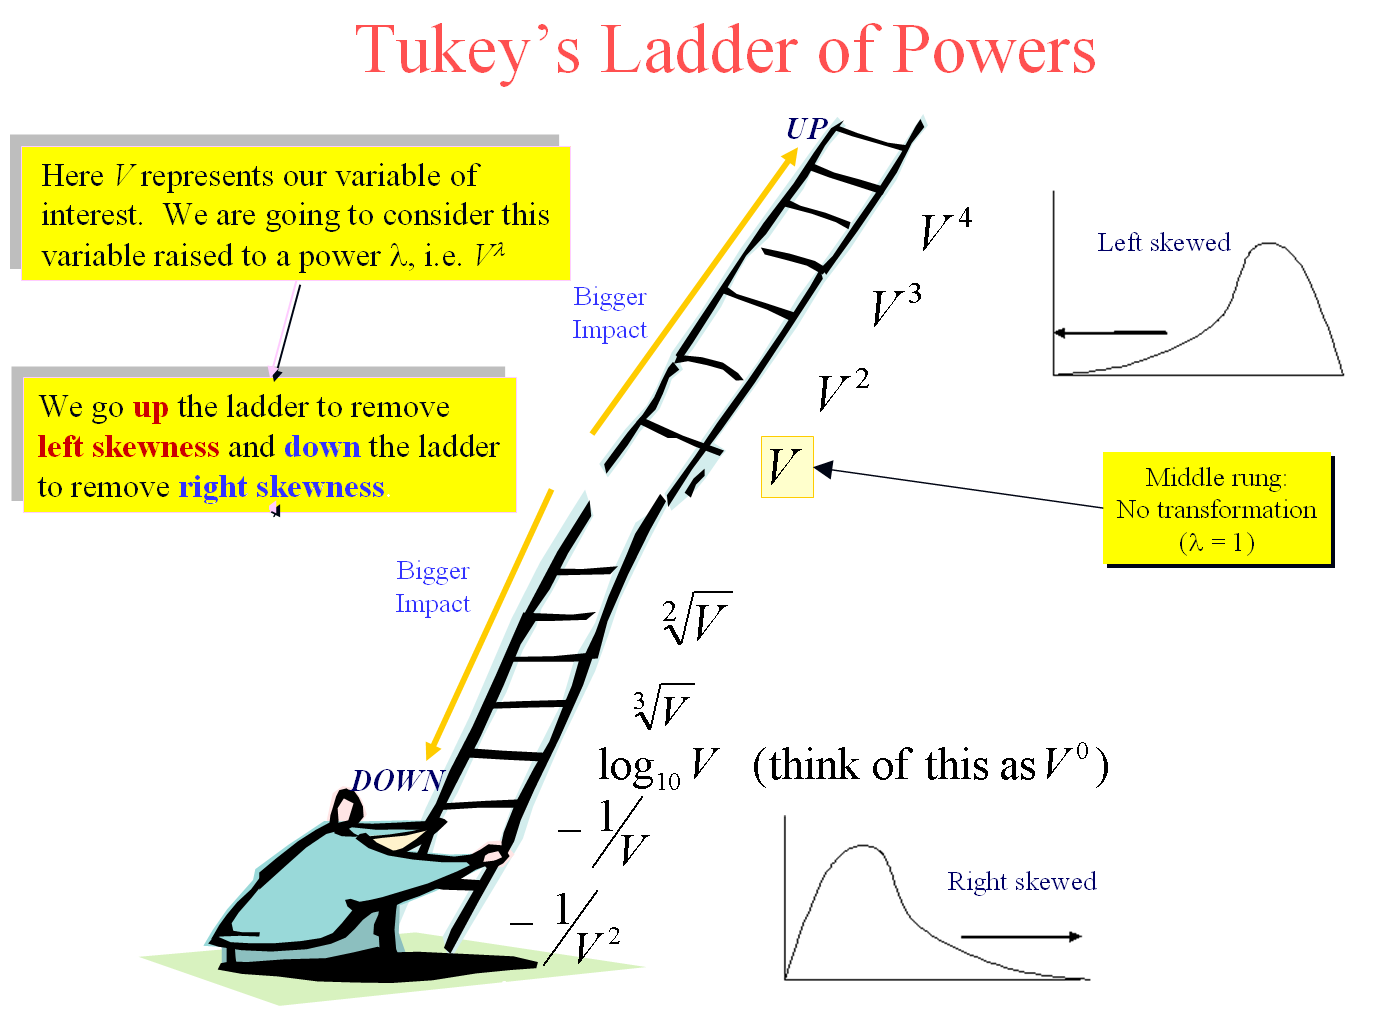 Tukey’s Ladder of Powers
Here V represents our variable of
interest. We are going to consider this
variable raised to a power λ, i.e. V^λ
We go up the ladder to remove
left skewness and down the ladder
to remove right skewness.
UP
Bigger
Impact
Bigger
Impact
DOWN
V^4
V^3
V^2
V
²√V
³√V
log₁₀ V (think of this as V^0)
− 1/V
− 1/V^2
Left skewed
Middle rung:
No transformation
(λ = 1)
Right skewed